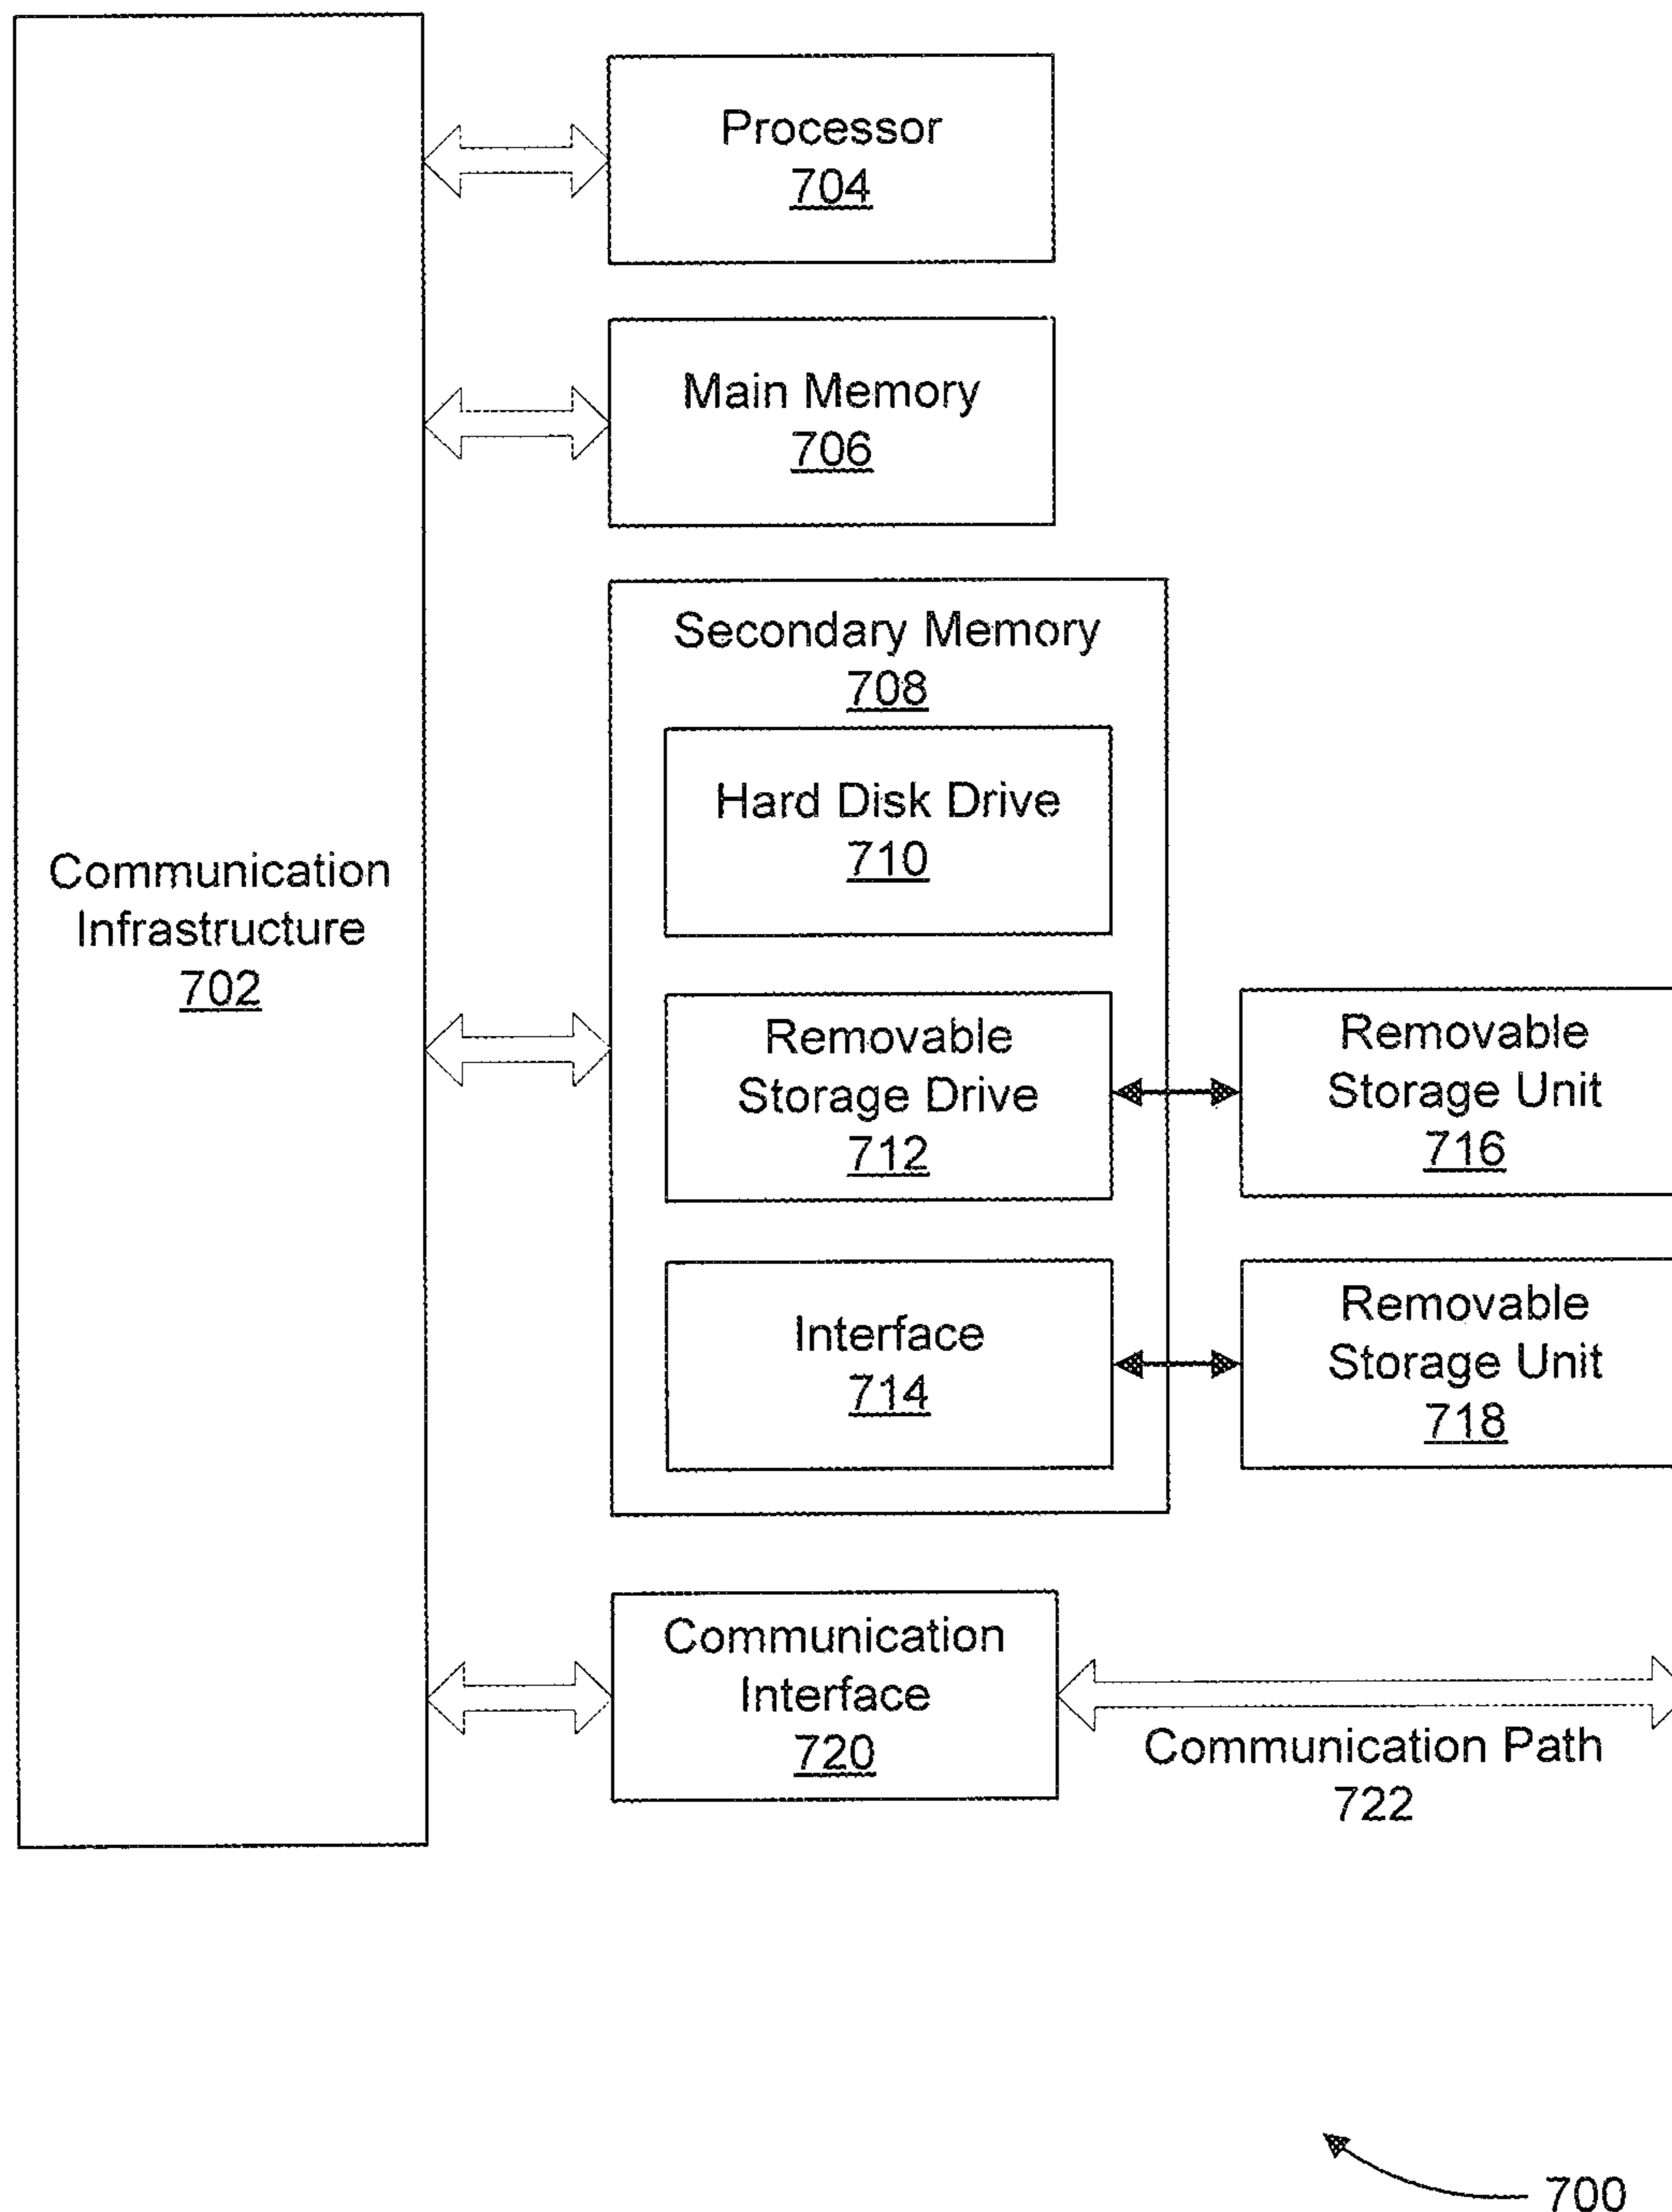 Processor
704
Main Memory
706
Secondary Memory
708
Hard Disk Drive
710
Communication
Infrastructure
702
Removable
Storage Drive
712
Removable
Storage Unit
716
Interface
714
Removable
Storage Unit
718
Communication
Interface
720
Communication Path
722
700